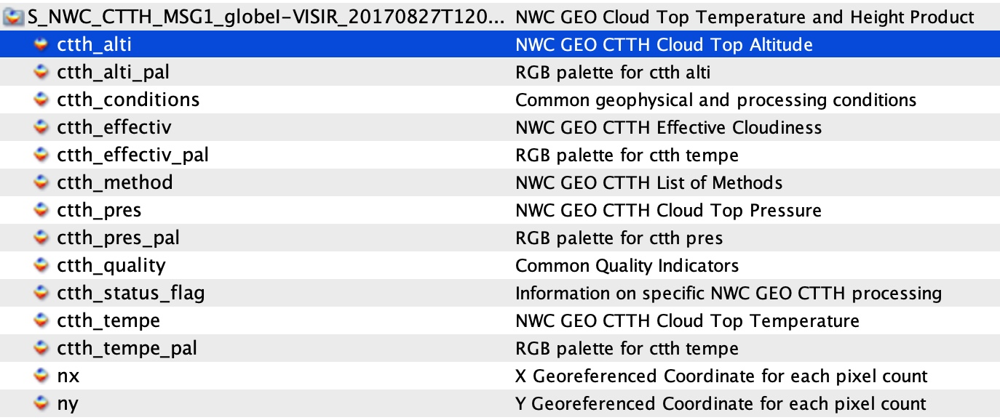 S_NWC_CTTH_MSG1_globeI-VISIR_20170827T120... NWC GEO Cloud Top Temperature and Height Product
ctth_alti NWC GEO CTTH Cloud Top Altitude
ctth_alti_pal RGB palette for ctth alti
ctth_conditions Common geophysical and processing conditions
ctth_effectiv NWC GEO CTTH Effective Cloudiness
ctth_effectiv_pal RGB palette for ctth tempe
ctth_method NWC GEO CTTH List of Methods
ctth_pres NWC GEO CTTH Cloud Top Pressure
ctth_pres_pal RGB palette for ctth pres
ctth_quality Common Quality Indicators
ctth_status_flag Information on specific NWC GEO CTTH processing
ctth_tempe NWC GEO CTTH Cloud Top Temperature
ctth_tempe_pal RGB palette for ctth tempe
nx X Georeferenced Coordinate for each pixel count
ny Y Georeferenced Coordinate for each pixel count